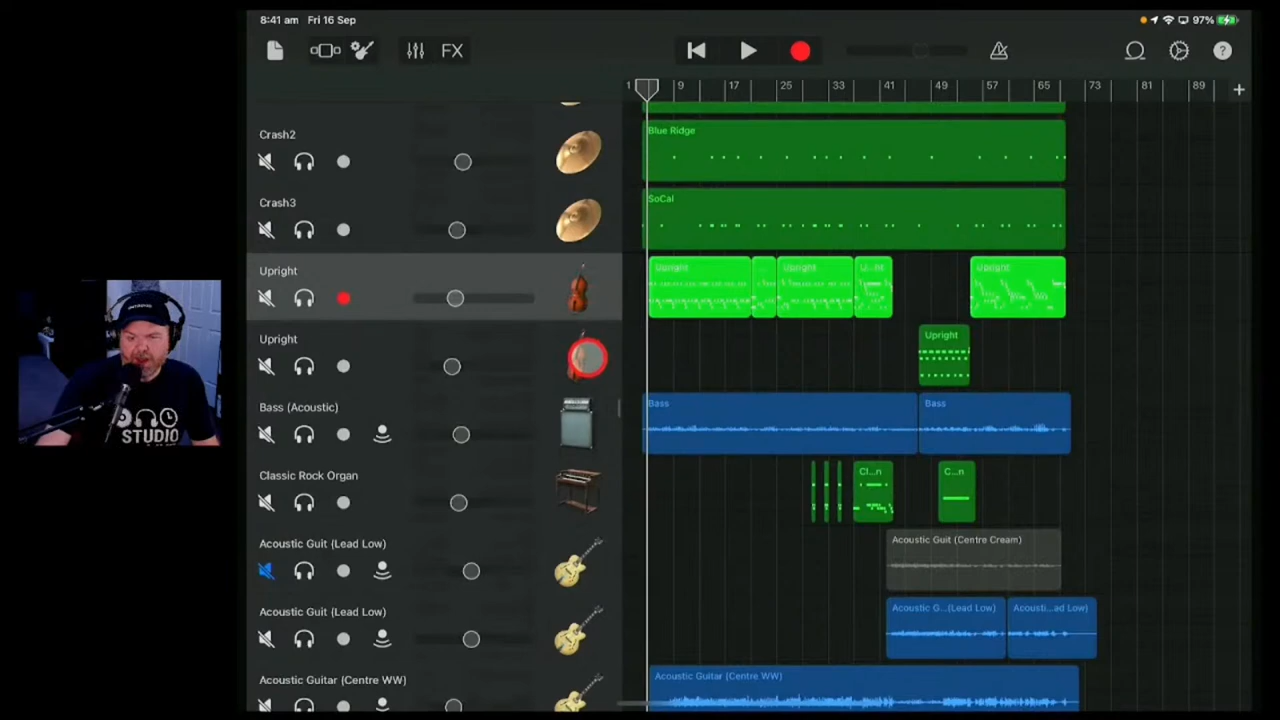 8:41 am Fri 16 Sep
97%
FX
?
1 9 17 25 33 41 49 57 65 73 81 89 +
Crash2
Blue Ridge
Crash3
SoCal
Upright
Upright
Upright
U...ht
Upright
Upright
Upright
Bass (Acoustic)
Bass
Bass
Classic Rock Organ
Cl...n
C...n
Acoustic Guit (Lead Low)
Acoustic Guit (Centre Cream)
Acoustic Guit (Lead Low)
Acoustic G...(Lead Low)
Acousti...ad Low)
Acoustic Guitar (Centre WW)
Acoustic Guitar (Centre WW)
STUDIO